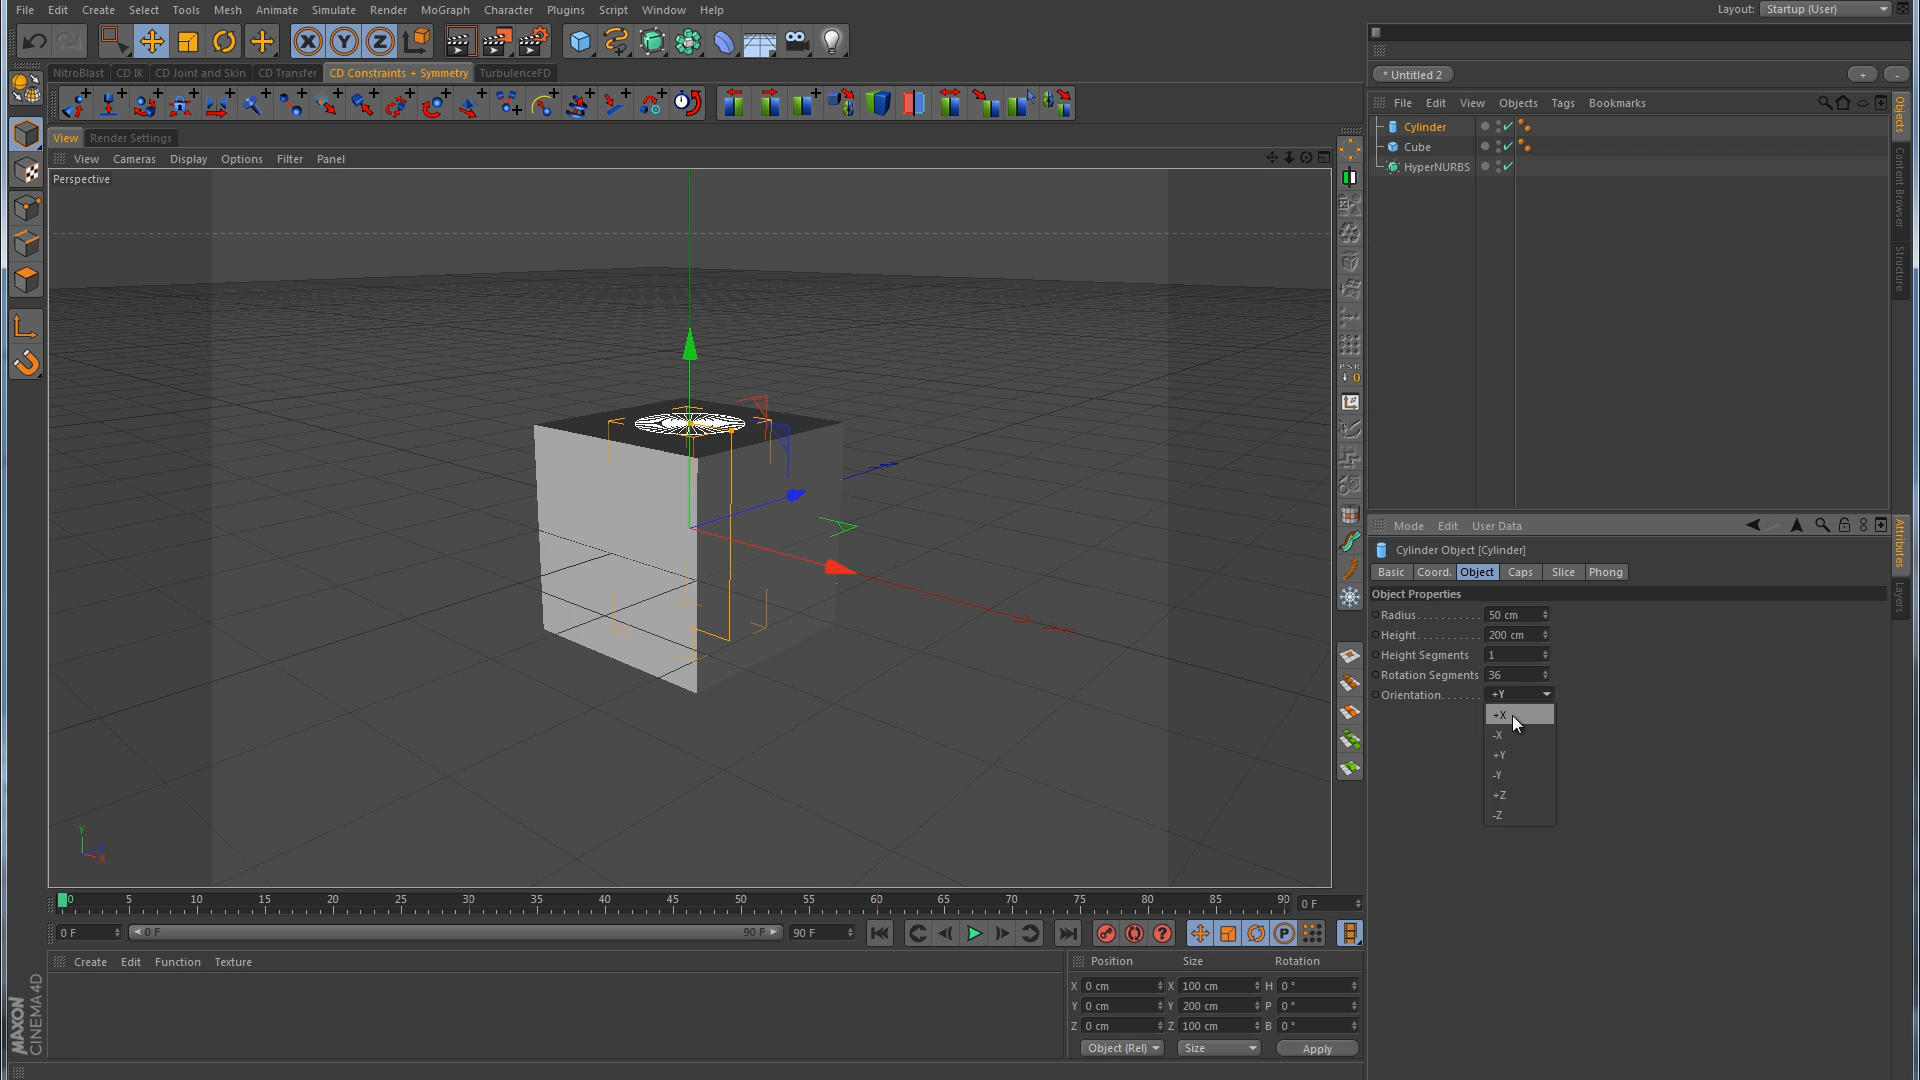 File Edit Create Select Tools Mesh Animate Simulate Render MoGraph Character Plugins Script Window Help
Layout: Startup (User)
NitroBlast CD IK CD Joint and Skin CD Transfer CD Constraints + Symmetry TurbulenceFD
* Untitled 2
+ -
File Edit View Objects Tags Bookmarks
Objects
Content Browser
Structure
Cylinder
Cube
HyperNURBS
View Render Settings
View Cameras Display Options Filter Panel
Perspective
P S R
0
Mode Edit User Data
Attributes
Layers
Cylinder Object [Cylinder]
Basic Coord. Object Caps Slice Phong
Object Properties
Radius 50 cm
Height 200 cm
Height Segments 1
Rotation Segments 36
Orientation +Y
+X
-X
+Y
-Y
+Z
-Z
Y
Z
X
0 5 10 15 20 25 30 35 40 45 50 55 60 65 70 75 80 85 90
0 F
0 F 0 F 90 F 90 F
Create Edit Function Texture
Position Size Rotation
X 0 cm X 100 cm H 0 °
Y 0 cm Y 200 cm P 0 °
Z 0 cm Z 100 cm B 0 °
Object (Rel) Size Apply
MAXON
CINEMA 4D